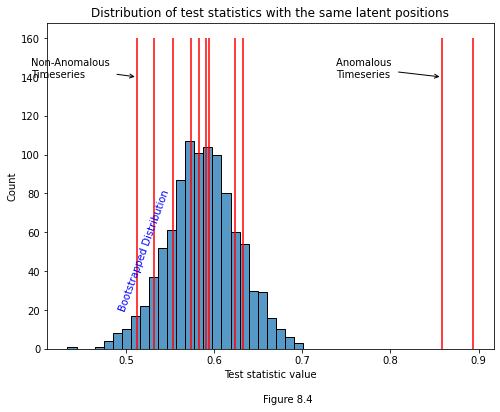 Distribution of test statistics with the same latent positions
160
140
120
100
80
60
40
20
0
Count
Non-Anomalous
Timeseries
Anomalous
Timeseries
Bootstrapped Distribution
0.5 0.6 0.7 0.8 0.9
Test statistic value
Figure 8.4